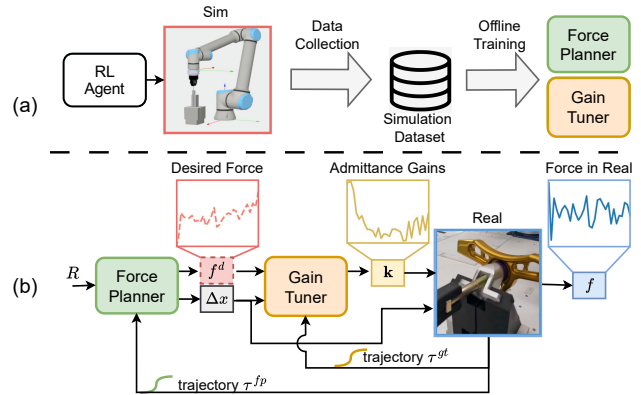 Sim
RL
Agent
Data
Collection
Simulation
Dataset
Offline
Training
Force
Planner
Gain
Tuner
(a)
Desired Force
Admittance Gains
Force in Real
Real
(b)
R
Force
Planner
f^d
Δx
Gain
Tuner
k
f
trajectory τ^{gt}
trajectory τ^{fp}